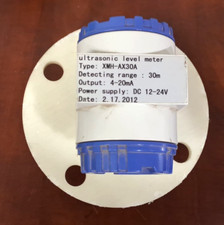 ultrasonic level meter
Type: XMH-AX30A
Detecting range : 30m
Output: 4-20mA
Power supply: DC 12-24V
Date: 2.17.2012